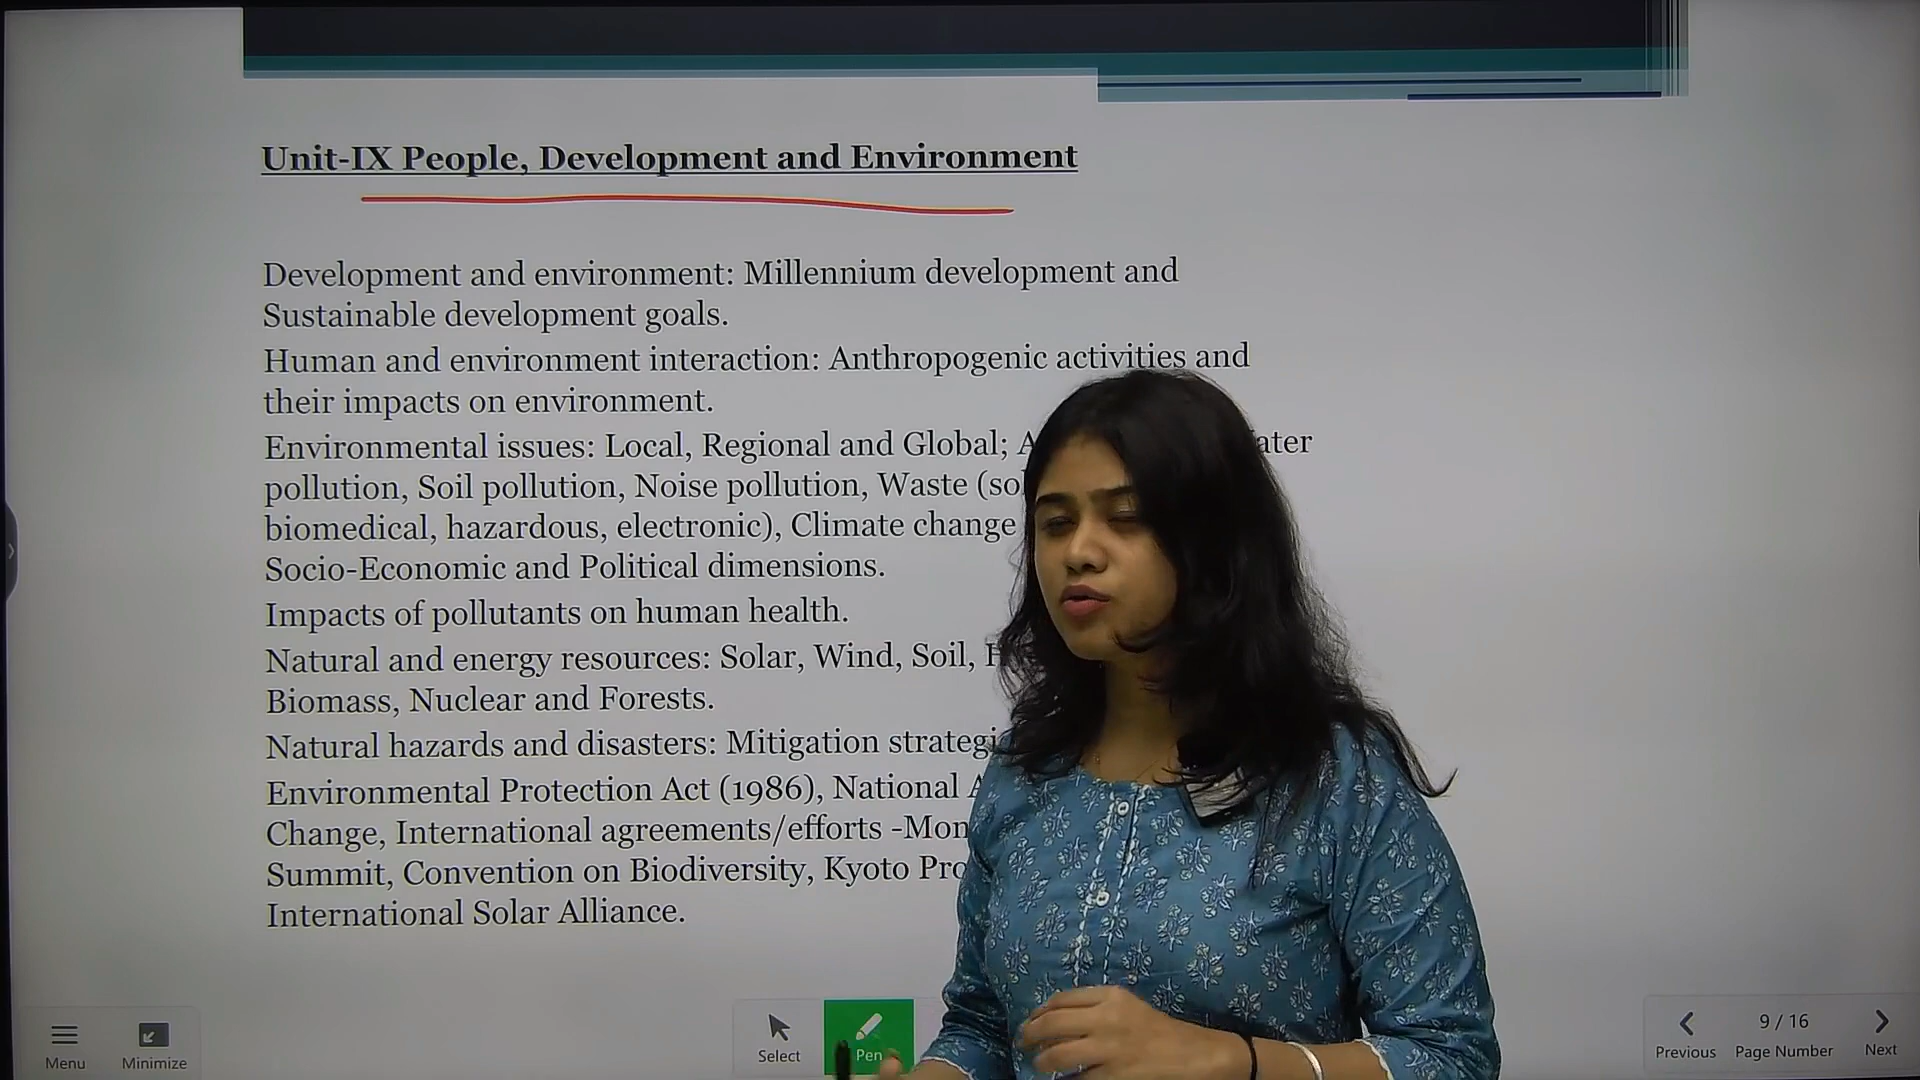 Unit-IX People, Development and Environment
Development and environment: Millennium development and
Sustainable development goals.
Human and environment interaction: Anthropogenic activities and
their impacts on environment.
Environmental issues: Local, Regional and Global;
pollution, Soil pollution, Noise pollution, Waste
biomedical, hazardous, electronic), Climate change
Socio-Economic and Political dimensions.
Impacts of pollutants on human health.
Natural and energy resources: Solar, Wind, Soil,
Biomass, Nuclear and Forests.
Natural hazards and disasters: Mitigation
Environmental Protection Act (1986), National
Change, International agreements/efforts
Summit, Convention on Biodiversity, Kyoto
International Solar Alliance.
Menu
Minimize
Select
Pen
Previous
9 / 16
Page Number
Next